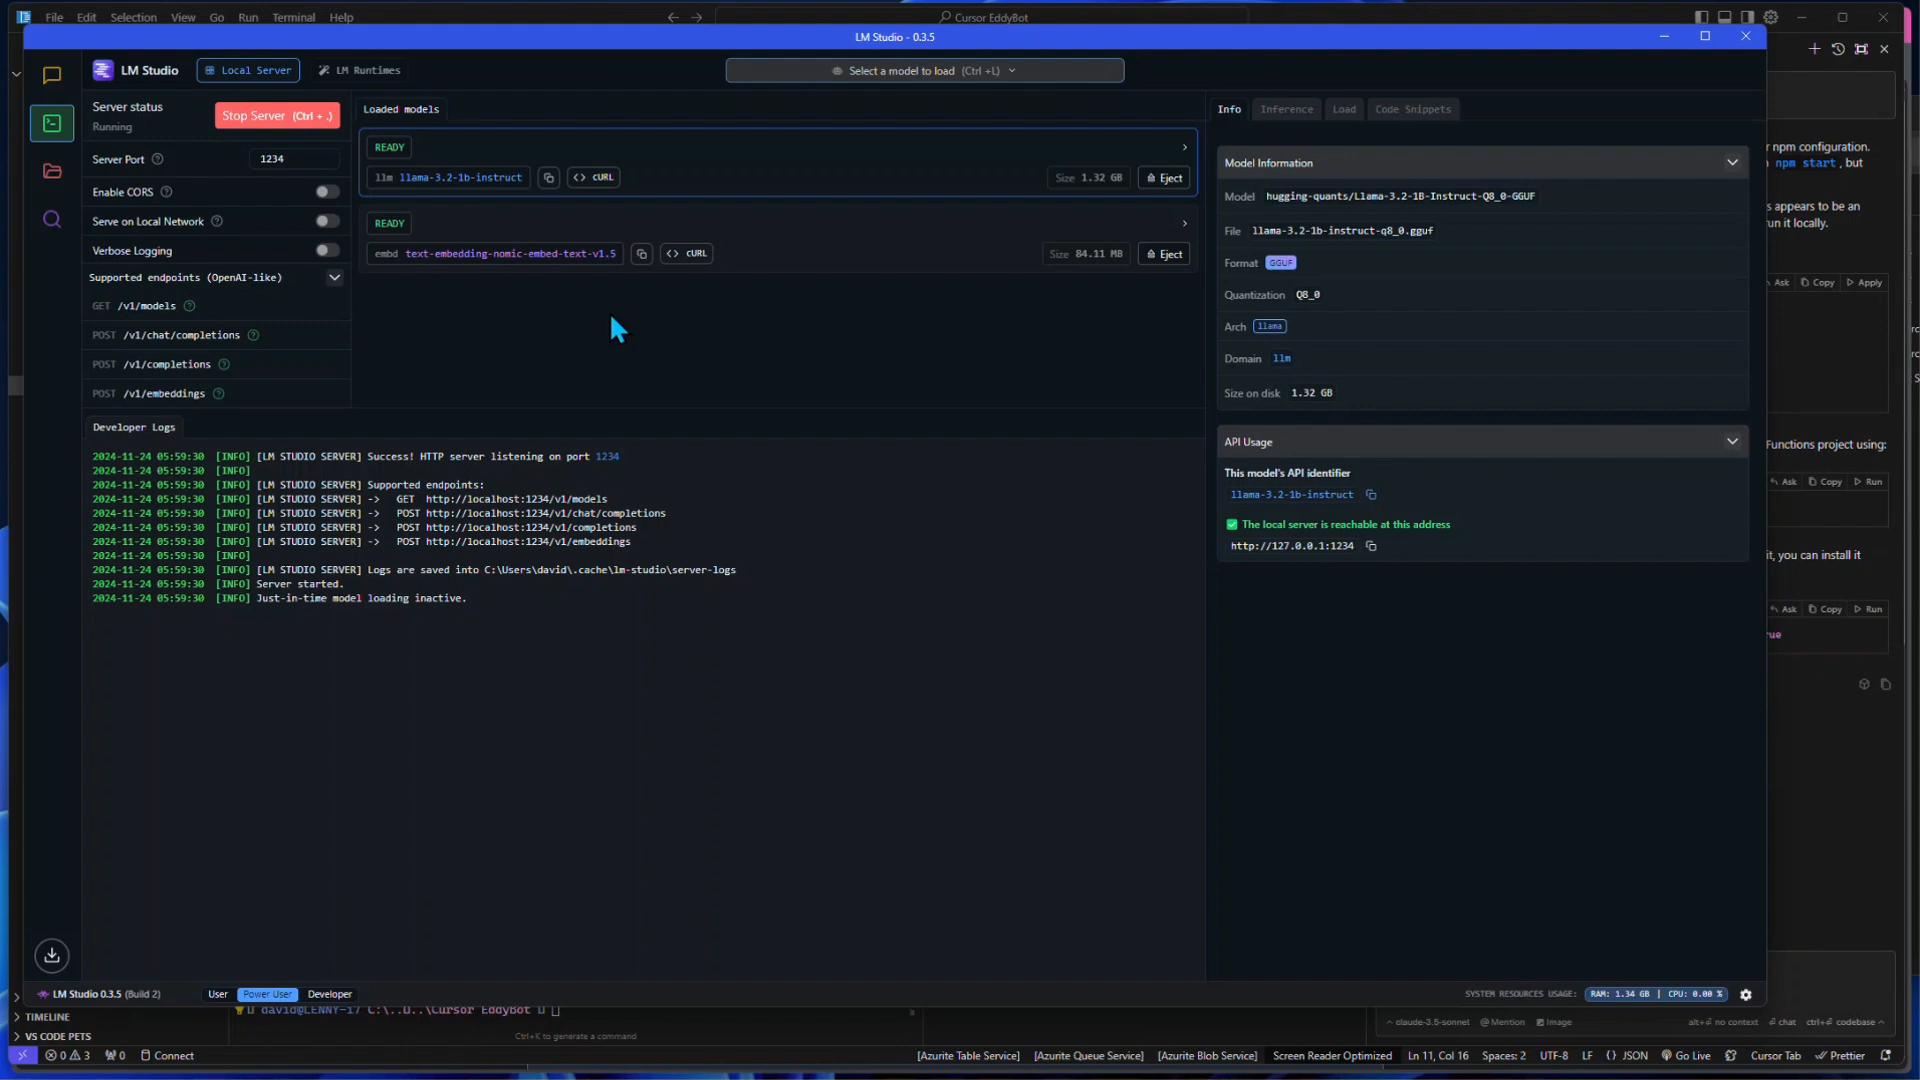 File Edit Selection View Go Run Terminal Help
Cursor EddyBot
LM Studio - 0.3.5
LM Studio
Local Server
LM Runtimes
Select a model to load (Ctrl +L)
Server status
Running
Stop Server (Ctrl + .)
Server Port
1234
Enable CORS
Serve on Local Network
Verbose Logging
Supported endpoints (OpenAI-like)
GET /v1/models
POST /v1/chat/completions
POST /v1/completions
POST /v1/embeddings
Loaded models
READY
llm llama-3.2-1b-instruct
cURL
Size 1.32 GB
Eject
READY
embd text-embedding-nomic-embed-text-v1.5
cURL
Size 84.11 MB
Eject
Info Inference Load Code Snippets
Model Information
Model hugging-quants/Llama-3.2-1B-Instruct-Q8_0-GGUF
File llama-3.2-1b-instruct-q8_0.gguf
Format GGUF
Quantization Q8_0
Arch llama
Domain llm
Size on disk 1.32 GB
API Usage
This model's API identifier
llama-3.2-1b-instruct
The local server is reachable at this address
http://127.0.0.1:1234
Developer Logs
2024-11-24 05:59:30 [INFO] [LM STUDIO SERVER] Success! HTTP server listening on port 1234
2024-11-24 05:59:30 [INFO]
2024-11-24 05:59:30 [INFO] [LM STUDIO SERVER] Supported endpoints:
2024-11-24 05:59:30 [INFO] [LM STUDIO SERVER] -> GET http://localhost:1234/v1/models
2024-11-24 05:59:30 [INFO] [LM STUDIO SERVER] -> POST http://localhost:1234/v1/chat/completions
2024-11-24 05:59:30 [INFO] [LM STUDIO SERVER] -> POST http://localhost:1234/v1/completions
2024-11-24 05:59:30 [INFO] [LM STUDIO SERVER] -> POST http://localhost:1234/v1/embeddings
2024-11-24 05:59:30 [INFO]
2024-11-24 05:59:30 [INFO] [LM STUDIO SERVER] Logs are saved into C:\Users\david\.cache\lm-studio\server-logs
2024-11-24 05:59:30 [INFO] Server started.
2024-11-24 05:59:30 [INFO] Just-in-time model loading inactive.
r npm configuration.
npm start, but
s appears to be an
run it locally.
Ask Copy Apply
Functions project using:
Ask Copy Run
it, you can install it
Ask Copy Run
rue
LM Studio 0.3.5 (Build 2)
User Power User Developer
SYSTEM RESOURCES USAGE: RAM: 1.34 GB | CPU: 0.00 %
TIMELINE
VS CODE PETS
david@LENNY-i7 C:\..D..\Cursor EddyBot
Ctrl+K to generate a command
claude-3.5-sonnet @Mention Image
alt+⏎ no context ⏎ chat ctrl+⏎ codebase
0 3 0 Connect
[Azurite Table Service] [Azurite Queue Service] [Azurite Blob Service] Screen Reader Optimized Ln 11, Col 16 Spaces: 2 UTF-8 LF {} JSON Go Live Cursor Tab Prettier